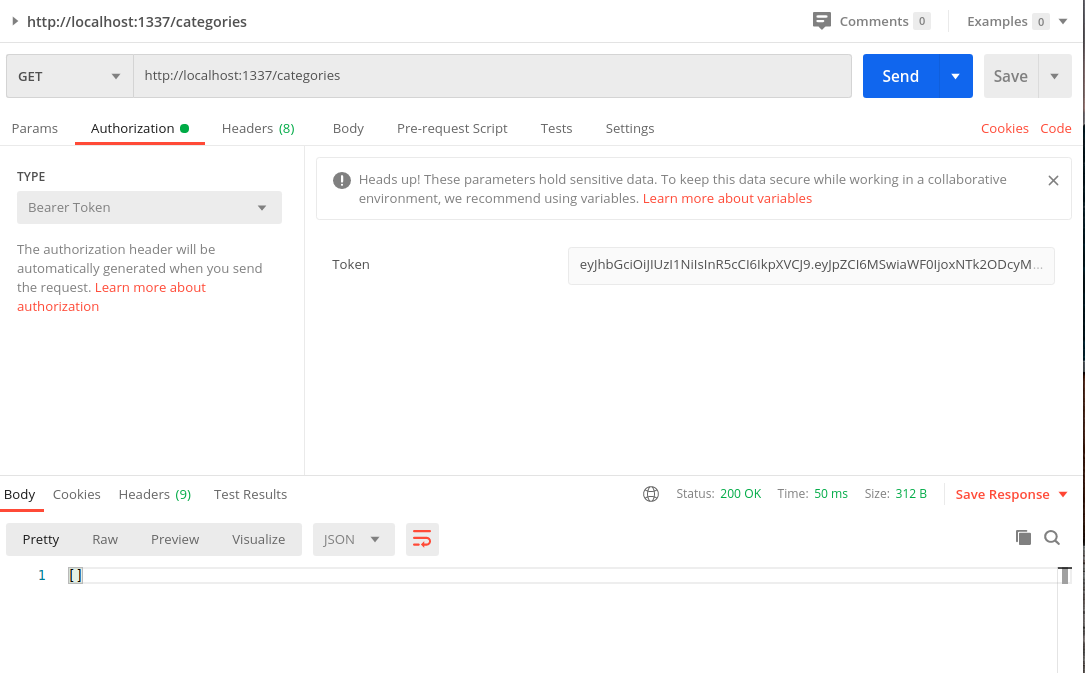 http://localhost:1337/categories
Comments 0
Examples 0
GET
http://localhost:1337/categories
Send
Save
Params
Authorization
Headers (8)
Body
Pre-request Script
Tests
Settings
Cookies
Code
TYPE
Bearer Token
The authorization header will be
automatically generated when you send
the request. Learn more about
authorization
Heads up! These parameters hold sensitive data. To keep this data secure while working in a collaborative
environment, we recommend using variables. Learn more about variables
Token
eyJhbGciOiJIUzI1NiIsInR5cCI6IkpXVCJ9.eyJpZCI6MSwiaWF0IjoxNTk2ODcyM...
Body
Cookies
Headers (9)
Test Results
Status: 200 OK
Time: 50 ms
Size: 312 B
Save Response
Pretty
Raw
Preview
Visualize
JSON
1 []